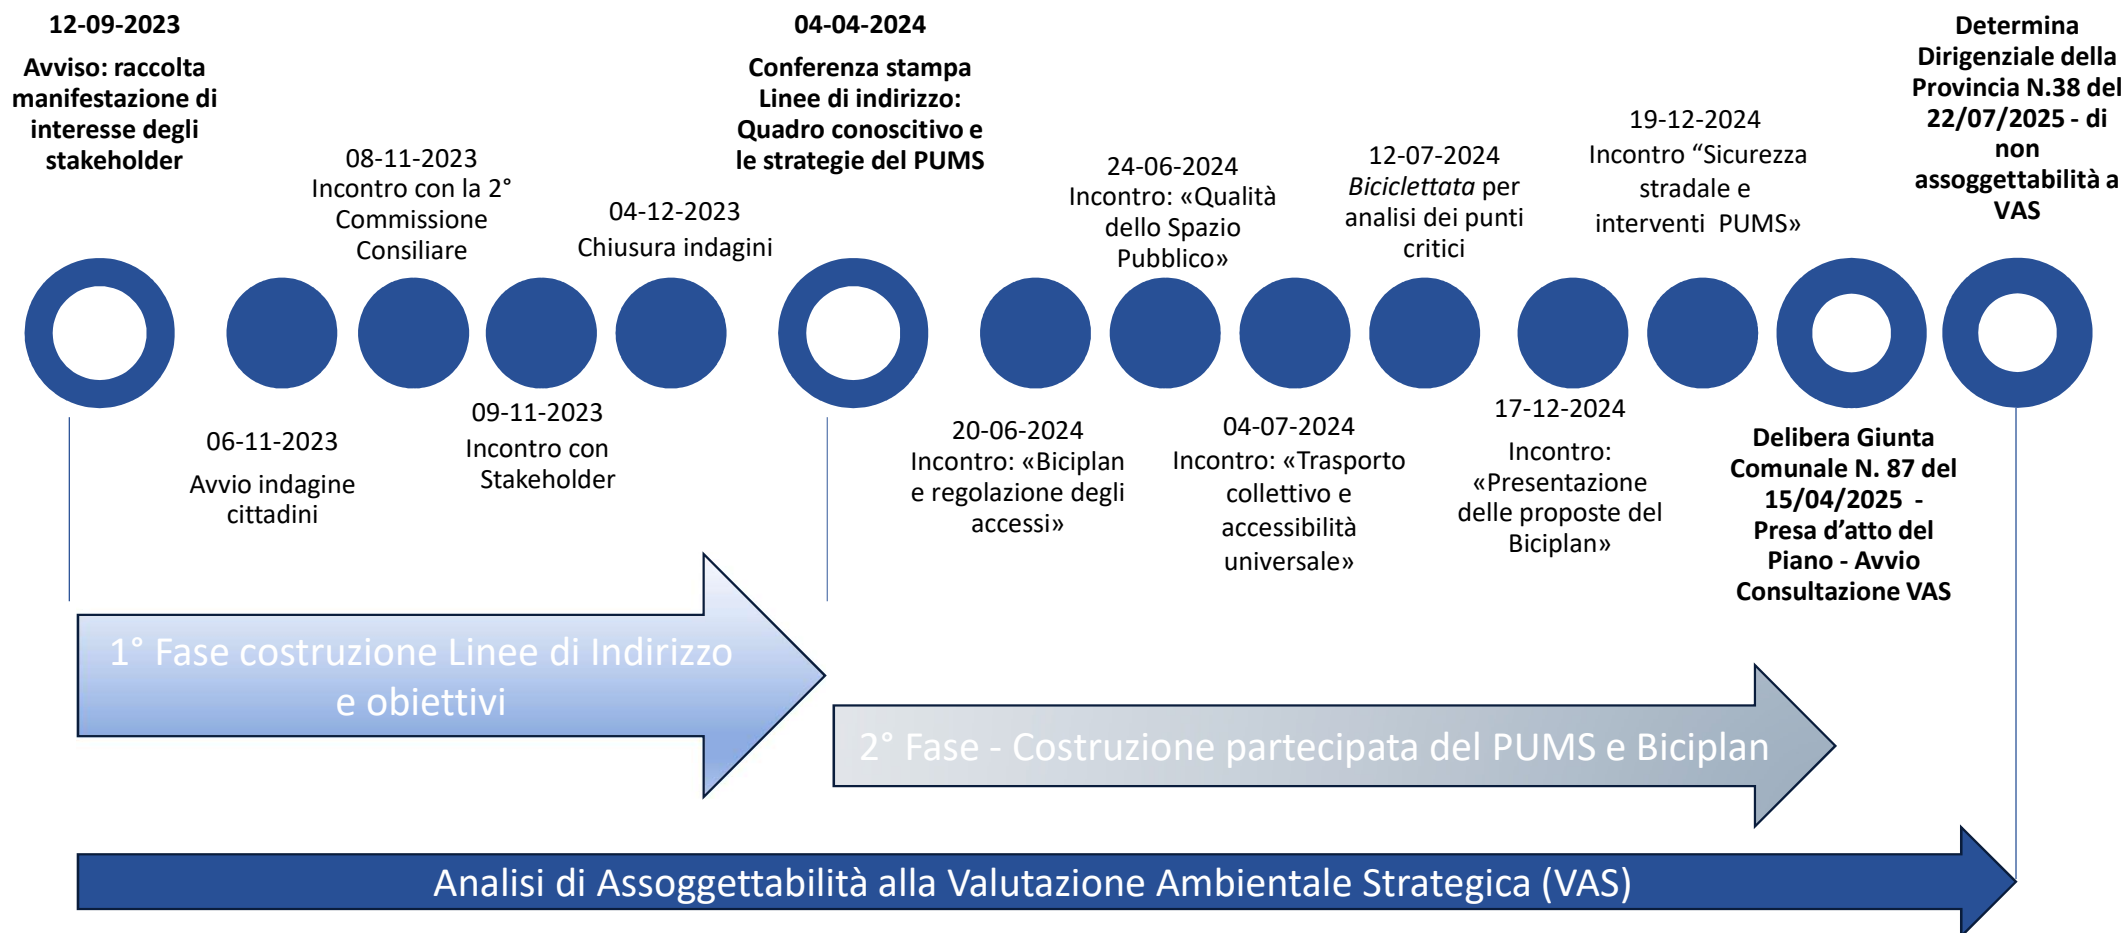 12-09-2023
Avviso: raccolta
manifestazione di
interesse degli
stakeholder
06-11-2023
Avvio indagine
cittadini
08-11-2023
Incontro con la 2°
Commissione
Consiliare
09-11-2023
Incontro con
Stakeholder
04-12-2023
Chiusura indagini
04-04-2024
Conferenza stampa
Linee di indirizzo:
Quadro conoscitivo e
le strategie del PUMS
20-06-2024
Incontro: «Biciplan
e regolazione degli
accessi»
24-06-2024
Incontro: «Qualità
dello Spazio
Pubblico»
04-07-2024
Incontro: «Trasporto
collettivo e
accessibilità
universale»
12-07-2024
Biciclettata per
analisi dei punti
critici
17-12-2024
Incontro:
«Presentazione
delle proposte del
Biciplan»
19-12-2024
Incontro “Sicurezza
stradale e
interventi PUMS»
Delibera Giunta
Comunale N. 87 del
15/04/2025 -
Presa d’atto del
Piano - Avvio
Consultazione VAS
Determina
Dirigenziale della
Provincia N.38 del
22/07/2025 - di
non
assoggettabilità a
VAS
1° Fase costruzione Linee di Indirizzo
e obiettivi
2° Fase - Costruzione partecipata del PUMS e Biciplan
Analisi di Assoggettabilità alla Valutazione Ambientale Strategica (VAS)